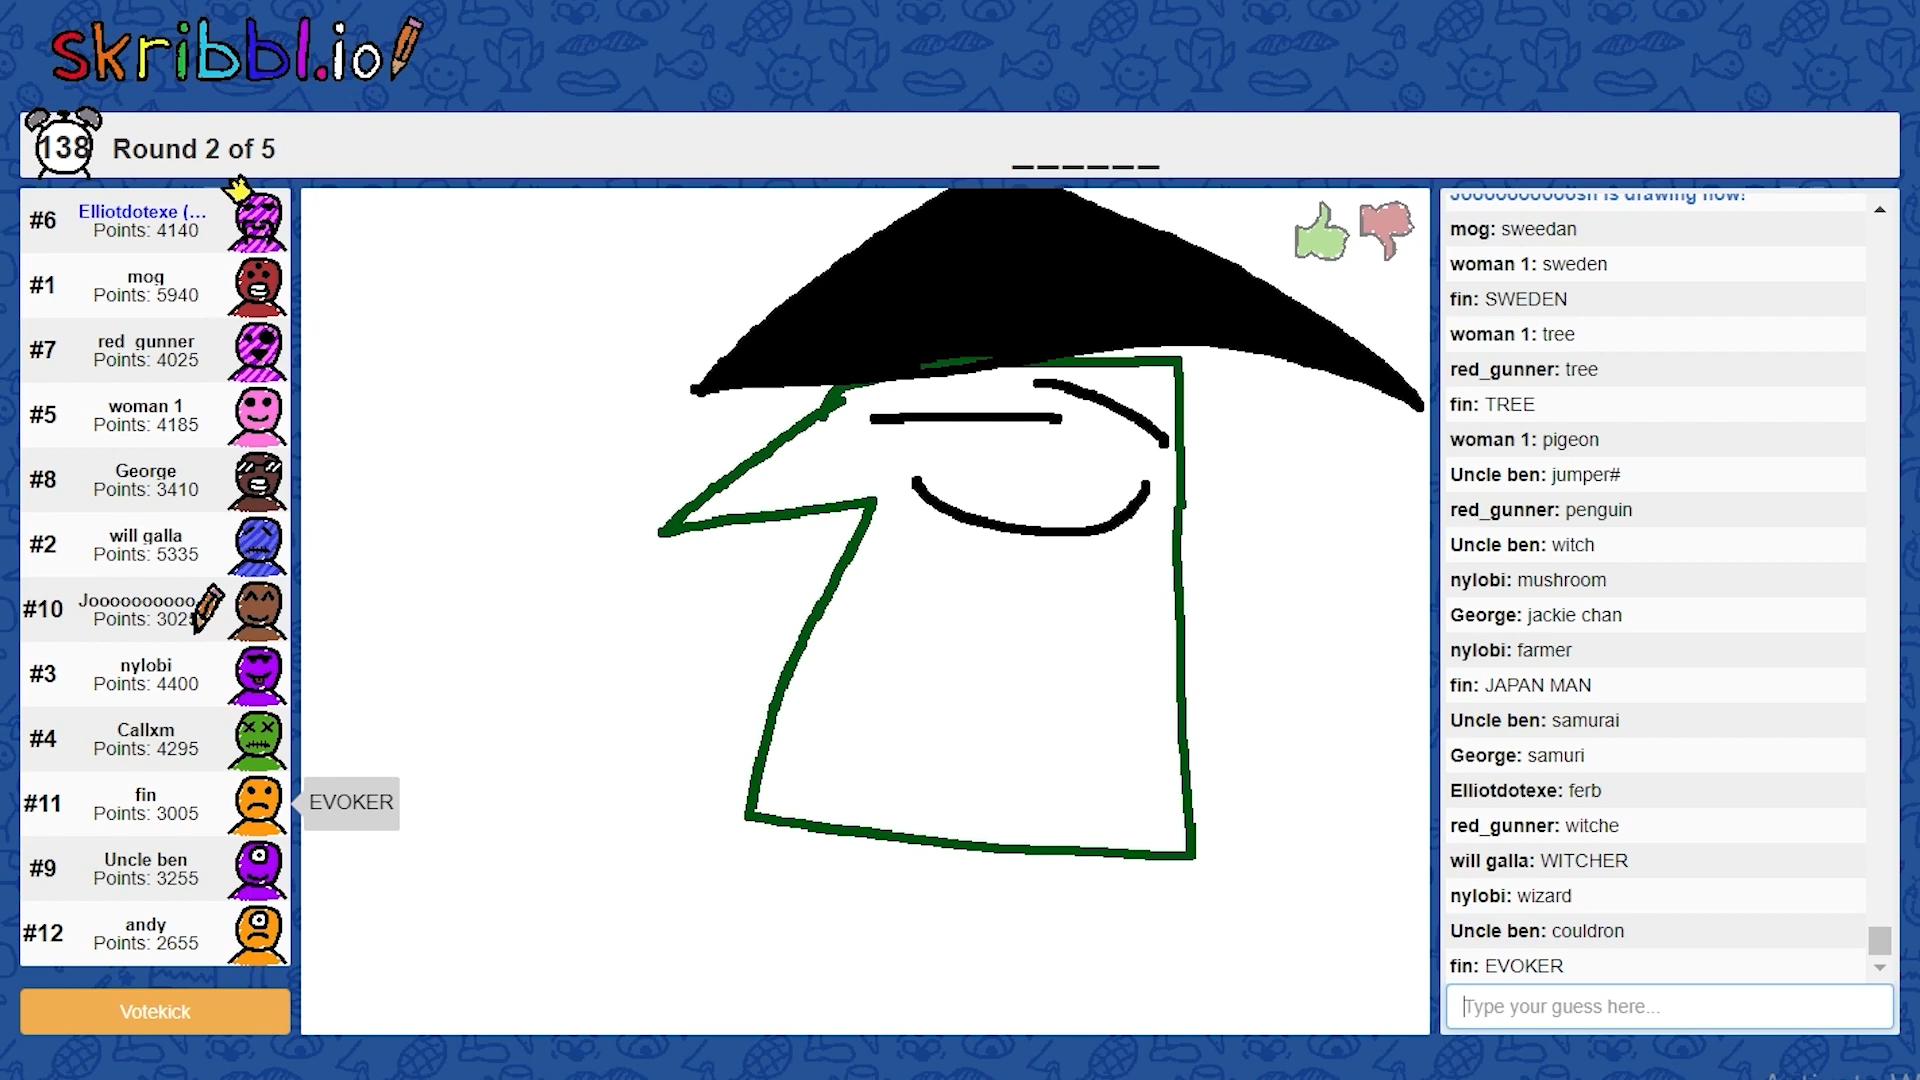 skribbl.io
138
Round 2 of 5
______
#6
Elliotdotexe (...
Points: 4140
#1
mog
Points: 5940
#7
red_gunner
Points: 4025
#5
woman 1
Points: 4185
#8
George
Points: 3410
#2
will galla
Points: 5335
#10
Joooooooooo
Points: 302
#3
nylobi
Points: 4400
#4
Callxm
Points: 4295
#11
fin
Points: 3005
EVOKER
#9
Uncle ben
Points: 3255
#12
andy
Points: 2655
Votekick
Jooooooooooosh is drawing now!
mog: sweedan
woman 1: sweden
fin: SWEDEN
woman 1: tree
red_gunner: tree
fin: TREE
woman 1: pigeon
Uncle ben: jumper#
red_gunner: penguin
Uncle ben: witch
nylobi: mushroom
George: jackie chan
nylobi: farmer
fin: JAPAN MAN
Uncle ben: samurai
George: samuri
Elliotdotexe: ferb
red_gunner: witche
will galla: WITCHER
nylobi: wizard
Uncle ben: couldron
fin: EVOKER
Type your guess here...